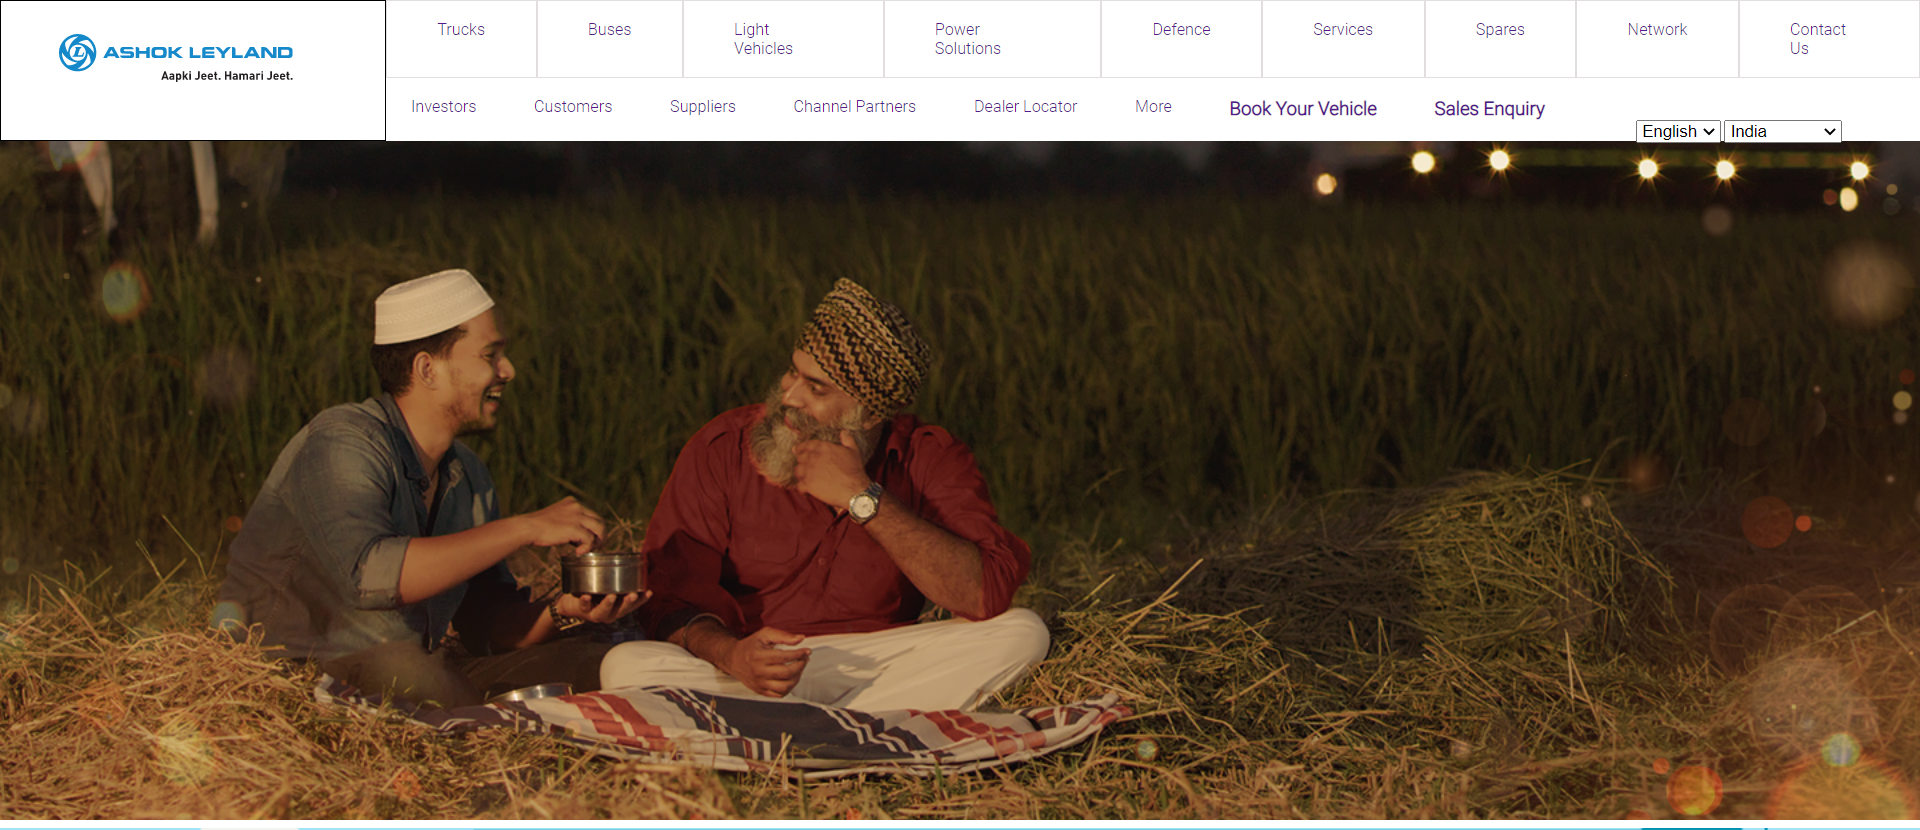 ASHOK LEYLAND
Aapki Jeet. Hamari Jeet.
Trucks
Buses
Light
Vehicles
Power
Solutions
Defence
Services
Spares
Network
Contact
Us
Investors
Customers
Suppliers
Channel Partners
Dealer Locator
More
Book Your Vehicle
Sales Enquiry
English
India